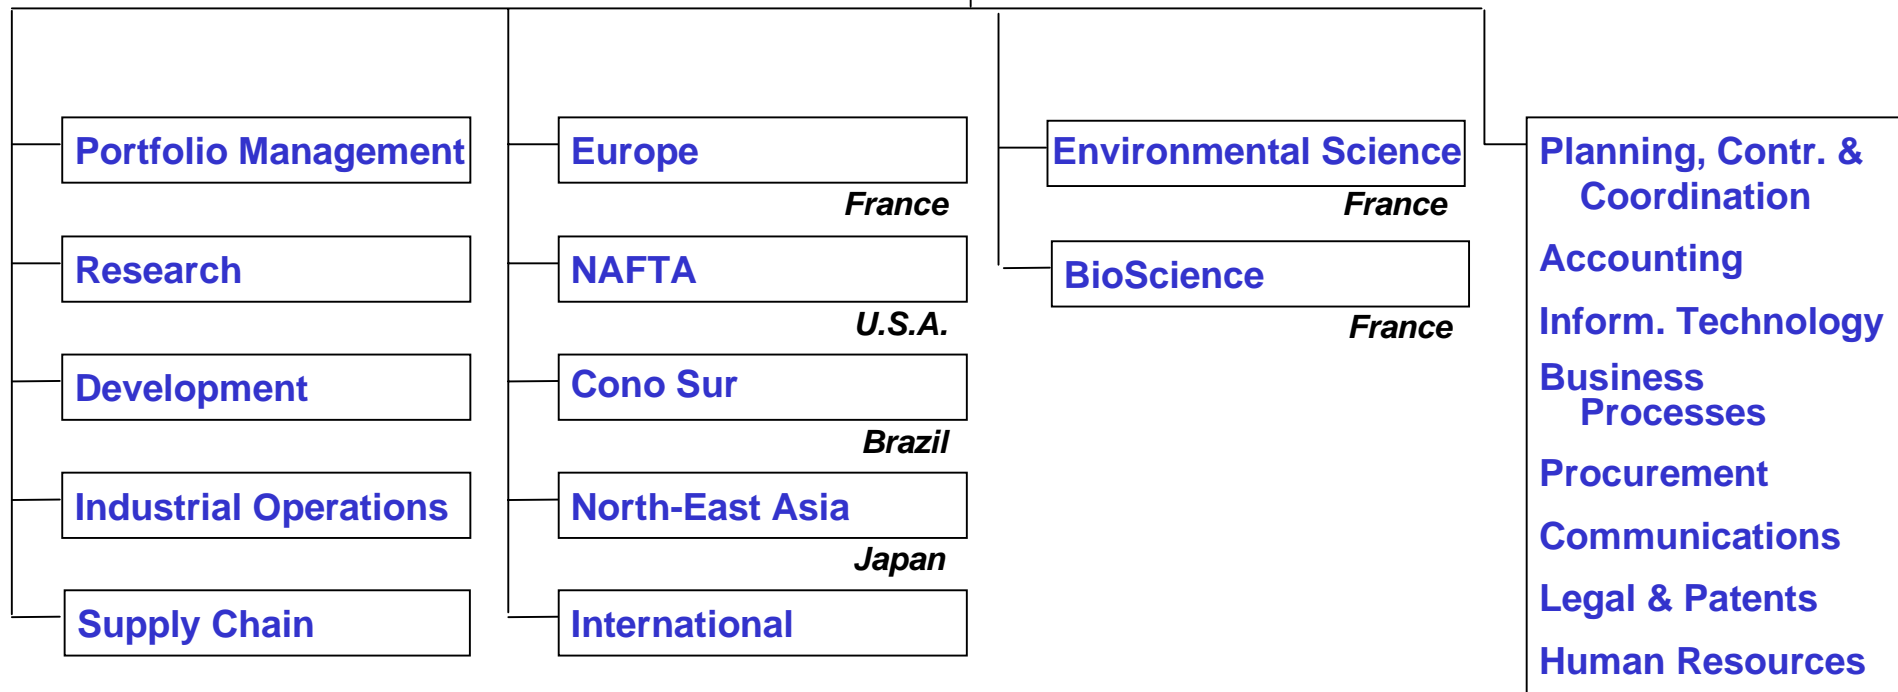 Portfolio Management
Research
Development
Industrial Operations
Supply Chain
Europe
France
NAFTA
U.S.A.
Cono Sur
Brazil
North-East Asia
Japan
International
Environmental Science
France
BioScience
France
Planning, Contr. &
Coordination
Accounting
Inform. Technology
Business
Processes
Procurement
Communications
Legal & Patents
Human Resources